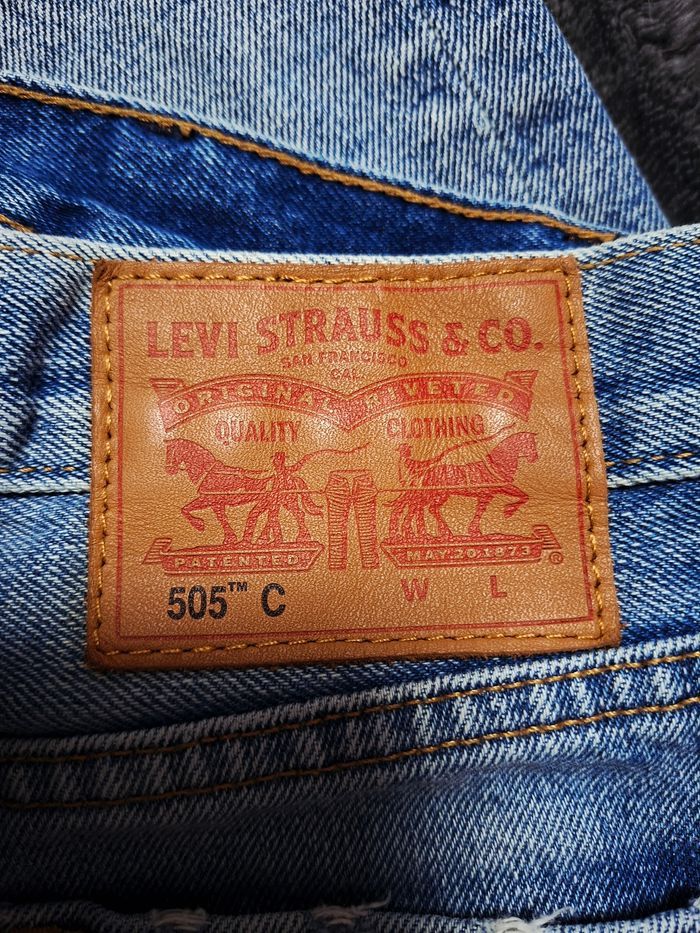 LEVI STRAUSS & CO.
SAN FRANCISCO
CAL.
ORIGINAL RIVETED
QUALITY CLOTHING
PATENTED MAY 20 1873 ®
505™ C W L